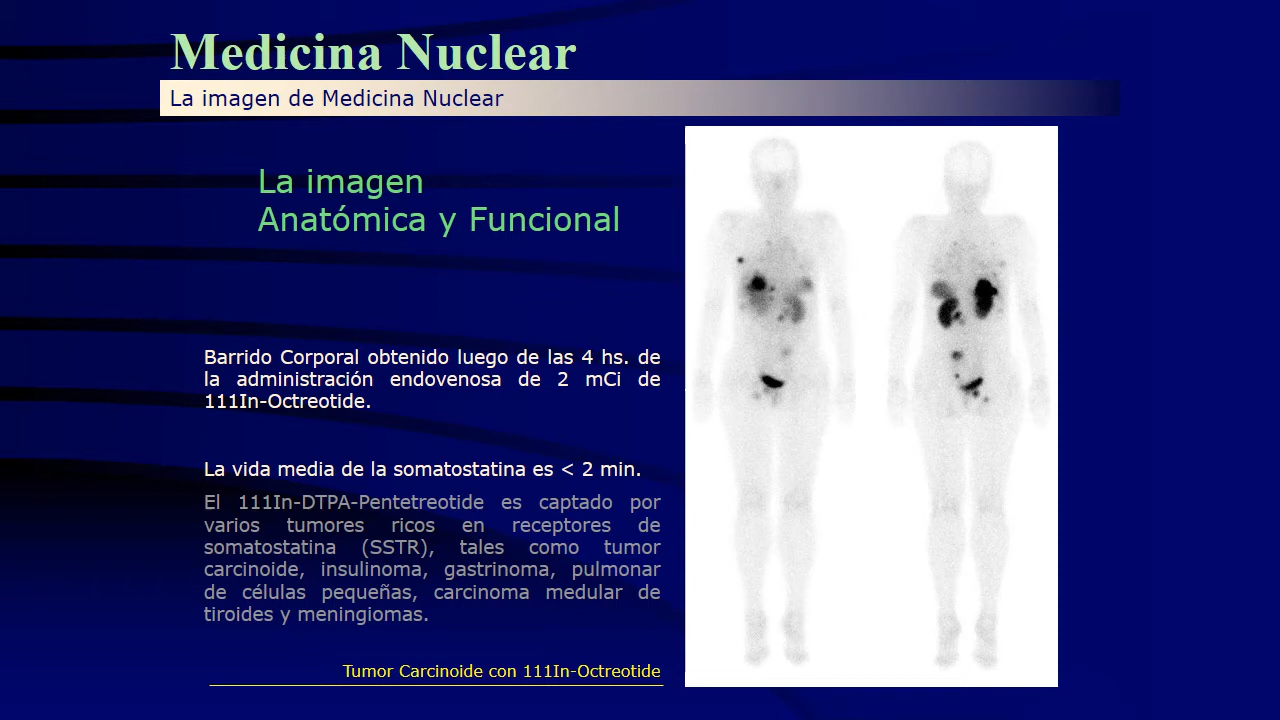 Medicina Nuclear
La imagen de Medicina Nuclear
La imagen
Anatómica y Funcional
Barrido Corporal obtenido luego de las 4 hs. de
la administración endovenosa de 2 mCi de
111In-Octreotide.
La vida media de la somatostatina es < 2 min.
El 111In-DTPA-Pentetreotide es captado por
varios tumores ricos en receptores de
somatostatina (SSTR), tales como tumor
carcinoide, insulinoma, gastrinoma, pulmonar
de células pequeñas, carcinoma medular de
tiroides y meningiomas.
Tumor Carcinoide con 111In-Octreotide